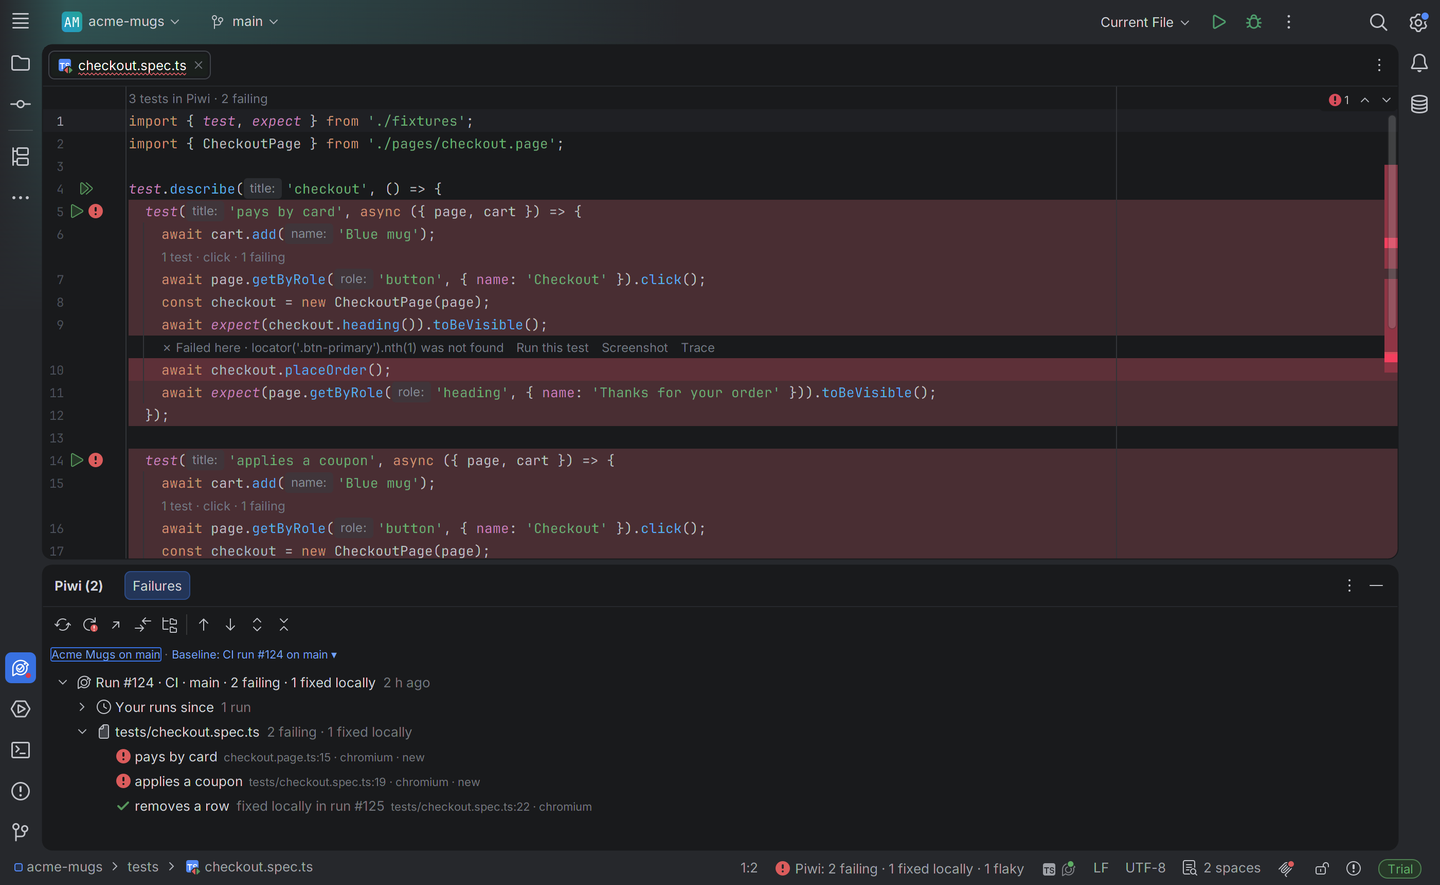 AM acme-mugs main Current File
checkout.spec.ts
3 tests in Piwi · 2 failing
1
1 import { test, expect } from './fixtures';
2 import { CheckoutPage } from './pages/checkout.page';
3
4 test.describe( title: 'checkout', () => {
5 test( title: 'pays by card', async ({ page, cart }) => {
6 await cart.add( name: 'Blue mug');
1 test · click · 1 failing
7 await page.getByRole( role: 'button', { name: 'Checkout' }).click();
8 const checkout = new CheckoutPage(page);
9 await expect(checkout.heading()).toBeVisible();
× Failed here · locator('.btn-primary').nth(1) was not found Run this test Screenshot Trace
10 await checkout.placeOrder();
11 await expect(page.getByRole( role: 'heading', { name: 'Thanks for your order' })).toBeVisible();
12 });
13
14 test( title: 'applies a coupon', async ({ page, cart }) => {
15 await cart.add( name: 'Blue mug');
1 test · click · 1 failing
16 await page.getByRole( role: 'button', { name: 'Checkout' }).click();
17 const checkout = new CheckoutPage(page);
Piwi (2) Failures
Acme Mugs on main · Baseline: CI run #124 on main ▾
Run #124 · CI · main · 2 failing · 1 fixed locally 2 h ago
Your runs since 1 run
tests/checkout.spec.ts 2 failing · 1 fixed locally
pays by card checkout.page.ts:15 · chromium · new
applies a coupon tests/checkout.spec.ts:19 · chromium · new
removes a row fixed locally in run #125 tests/checkout.spec.ts:22 · chromium
acme-mugs > tests > checkout.spec.ts 1:2 Piwi: 2 failing · 1 fixed locally · 1 flaky TS LF UTF-8 2 spaces Trial